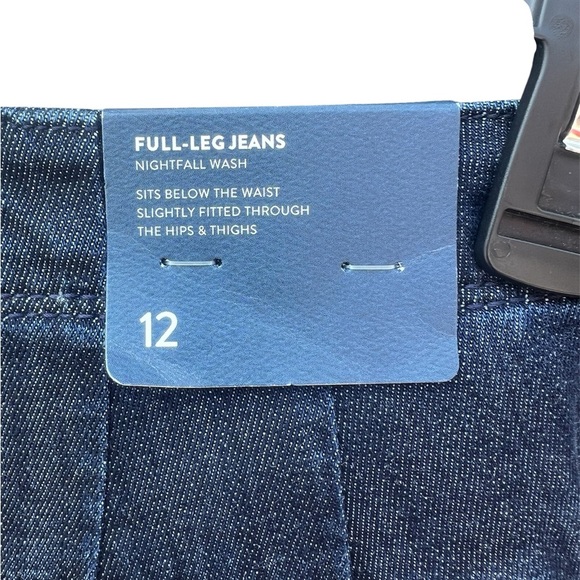 FULL-LEG JEANS
NIGHTFALL WASH
SITS BELOW THE WAIST
SLIGHTLY FITTED THROUGH
THE HIPS & THIGHS
12